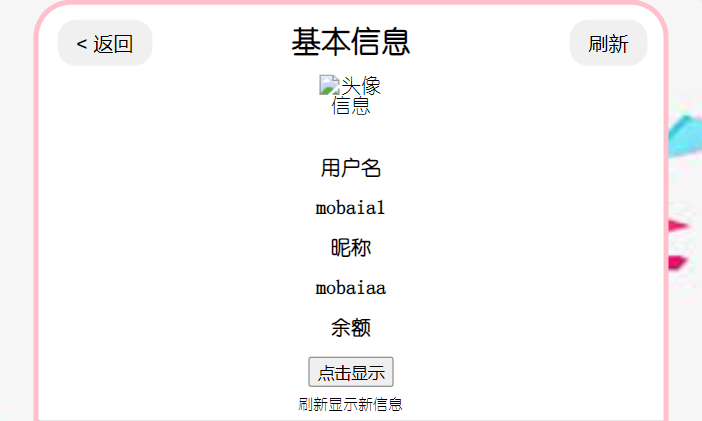 < 返回
基本信息
刷新
头像
信息
用户名
mobaia1
昵称
mobaiaa
余额
点击显示
刷新显示新信息